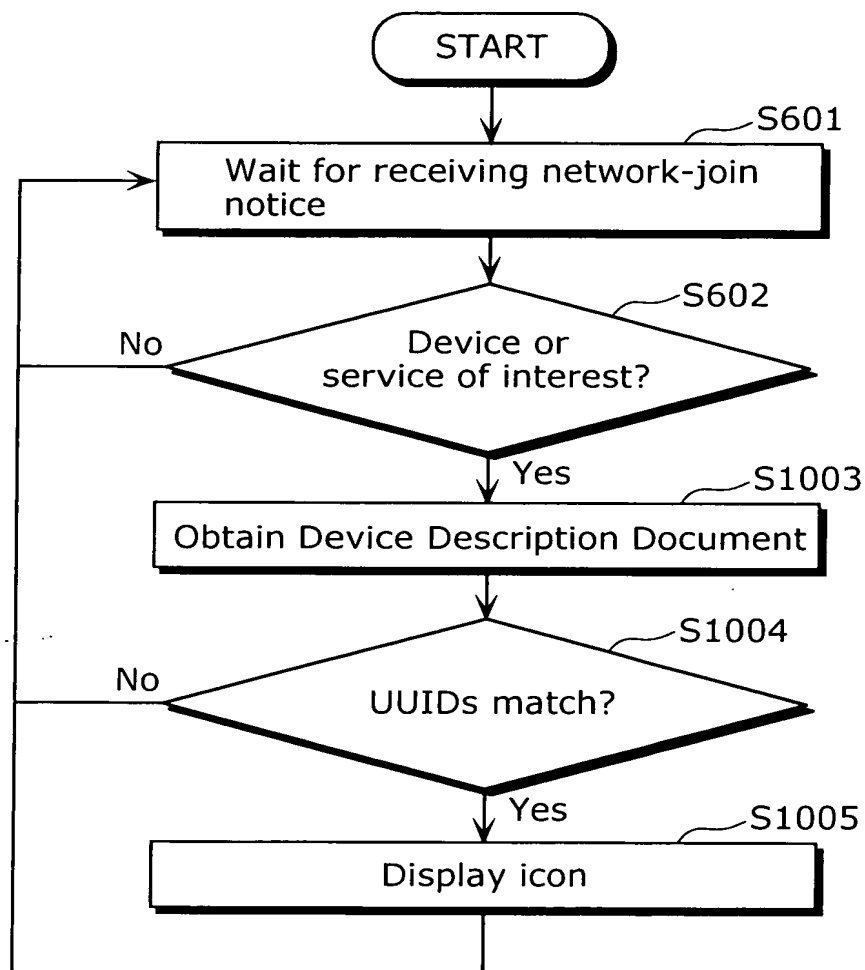 START
S601
Wait for receiving network-join
notice
S602
No
Device or
service of interest?
Yes
S1003
Obtain Device Description Document
S1004
No
UUIDs match?
Yes
S1005
Display icon